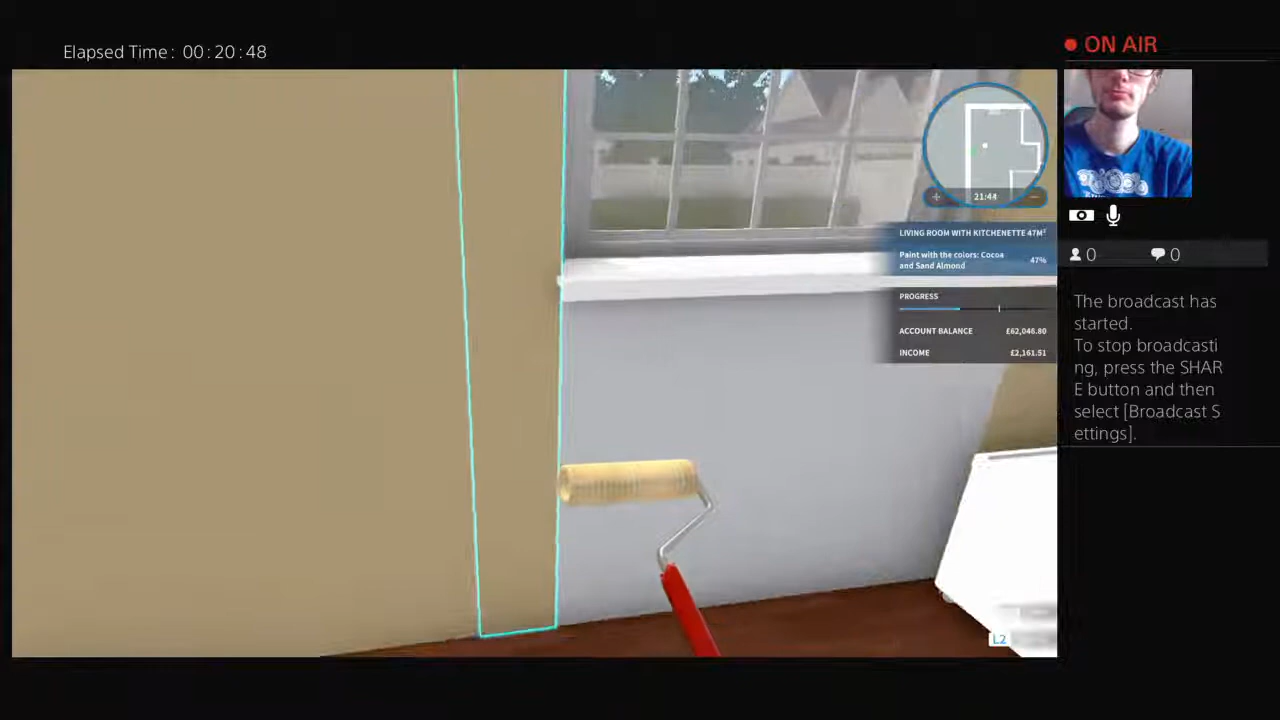 Elapsed Time: 00:20:48
ON AIR
21:44
LIVING ROOM WITH KITCHENETTE 47M²
Paint with the colors: Cocoa
and Sand Almond
47%
PROGRESS
ACCOUNT BALANCE £62,046.80
INCOME £2,161.51
L2
0 0
The broadcast has
started.
To stop broadcasti
ng, press the SHAR
E button and then
select [Broadcast S
ettings].